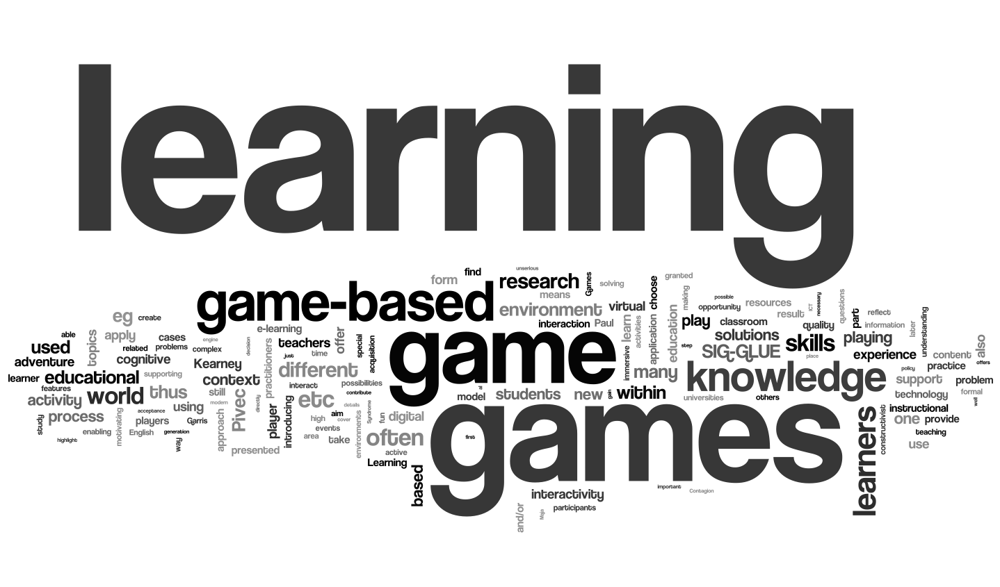 learning
find
unserious
form
research
Games
solving
choose
granted
game-based
means
making
possible
environment
virtual
opportunity
resources
ICT
necessary
questions
eg
create
e-learning
interaction
Paul
learn
activities
application
education
play
classroom
result
quality
part
reflect
information
later
understanding
able
topics
apply
cases
engine
decision
practitioners
teachers
offer
special
acquisition
game
step
solutions
skills
playing
also
used
related
problems
complex
just
time
immersive
SIG-GLUE
place
experience
content
offers
adventure
cognitive
Kearney
different
many
knowledge
policy
practice
learner
educational
supporting
context
interact
possibilities
support
problem
features
thus
still
contribute
al
model
students
new
gain
within
universities
others
technology
formal
well
activity
world
using
modern
Pivec
directly
etc
details
Syndrome
games
instructional
study
process
motivating
acceptance
players
Garris
approach
player
introducing
high
aim
cover
environments
fun
digital
learners
constructivist
one
provide
highlight
enabling
English
generation
way
events
area
take
often
first
teaching
use
presented
active
Learning
based
important
Contagion
interactivity
and/or
Maja
participants